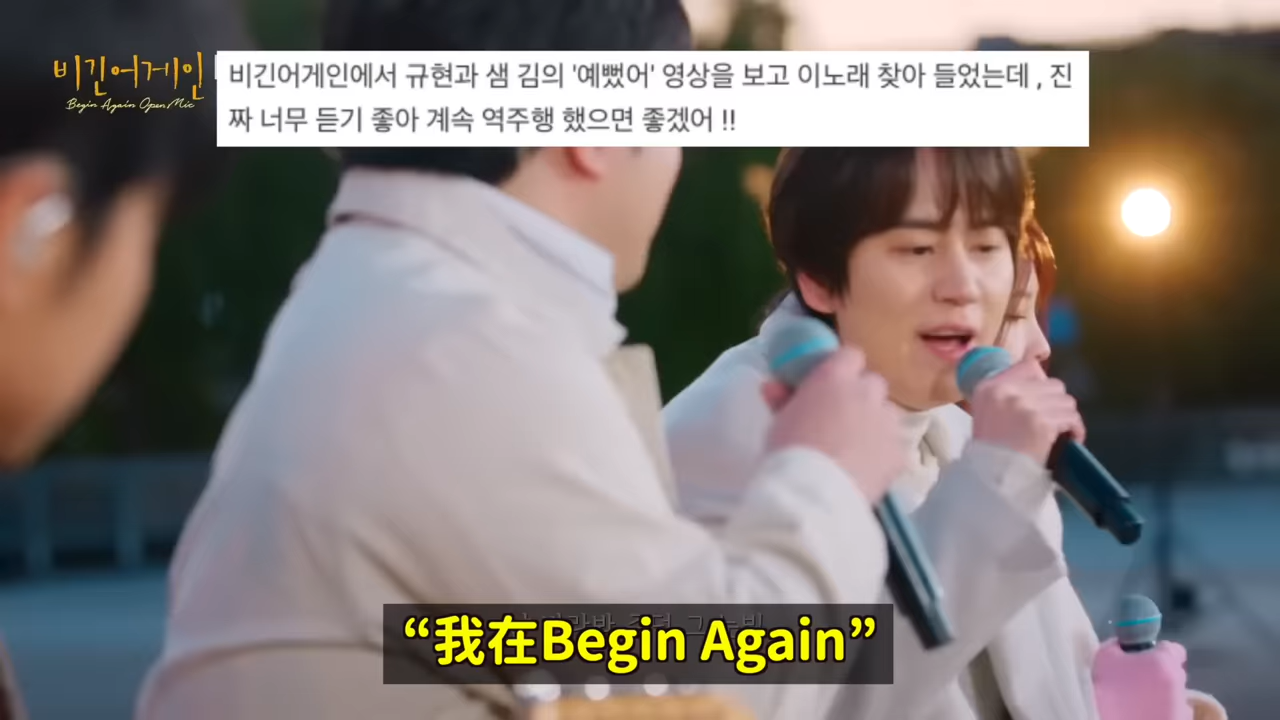 비긴어게인
Begin Again Open Mic
비긴어게인에서 규현과 샘 김의 '예뻤어' 영상을 보고 이노래 찾아 들었는데 , 진
짜 너무 듣기 좋아 계속 역주행 했으면 좋겠어 !!
“我在Begin Again”